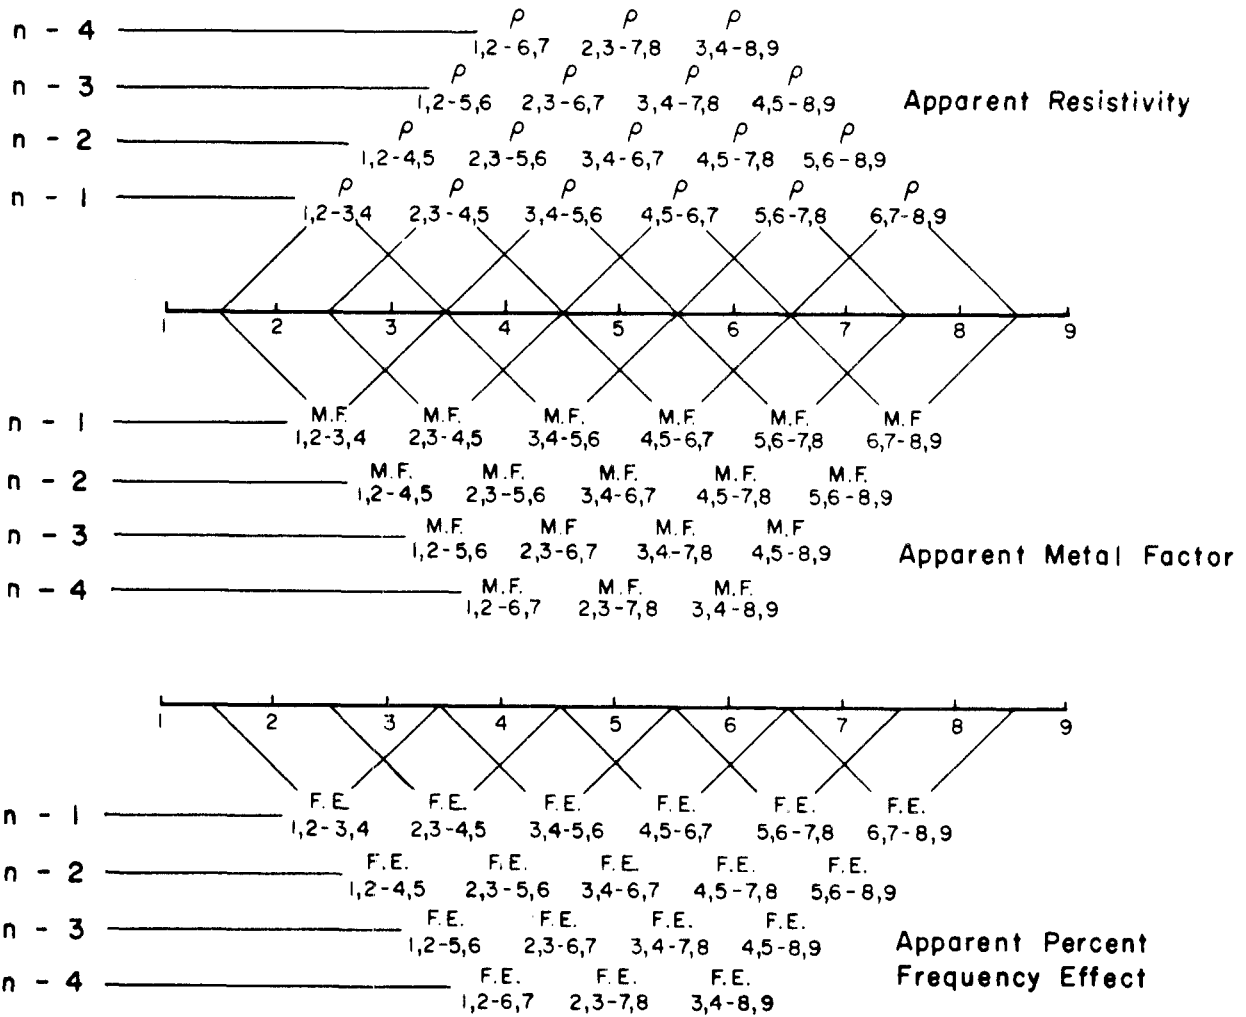 n - 4 ρ ρ ρ
1,2-6,7 2,3-7,8 3,4-8,9
n - 3 ρ ρ ρ ρ
1,2-5,6 2,3-6,7 3,4-7,8 4,5-8,9 Apparent Resistivity
n - 2 ρ ρ ρ ρ ρ
1,2-4,5 2,3-5,6 3,4-6,7 4,5-7,8 5,6-8,9
n - 1 ρ ρ ρ ρ ρ ρ
1,2-3,4 2,3-4,5 3,4-5,6 4,5-6,7 5,6-7,8 6,7-8,9
1 2 3 4 5 6 7 8 9
n - 1 M.F. M.F. M.F. M.F. M.F. M.F
1,2-3,4 2,3-4,5 3,4-5,6 4,5-6,7 5,6-7,8 6,7-8,9
n - 2 M.F. M.F. M.F. M.F. M.F.
1,2-4,5 2,3-5,6 3,4-6,7 4,5-7,8 5,6-8,9
n - 3 M.F. M.F M.F. M.F
1,2-5,6 2,3-6,7 3,4-7,8 4,5-8,9 Apparent Metal Factor
n - 4 M.F. M.F. M.F.
1,2-6,7 2,3-7,8 3,4-8,9
1 2 3 4 5 6 7 8 9
n - 1 F.E. F.E. F.E. F.E. F.E. F.E.
1,2-3,4 2,3-4,5 3,4-5,6 4,5-6,7 5,6-7,8 6,7-8,9
n - 2 F.E. F.E. F.E. F.E. F.E.
1,2-4,5 2,3-5,6 3,4-6,7 4,5-7,8 5,6-8,9
n - 3 F.E. F.E. F.E. F.E.
1,2-5,6 2,3-6,7 3,4-7,8 4,5-8,9 Apparent Percent
n - 4 F.E. F.E. F.E. Frequency Effect
1,2-6,7 2,3-7,8 3,4-8,9